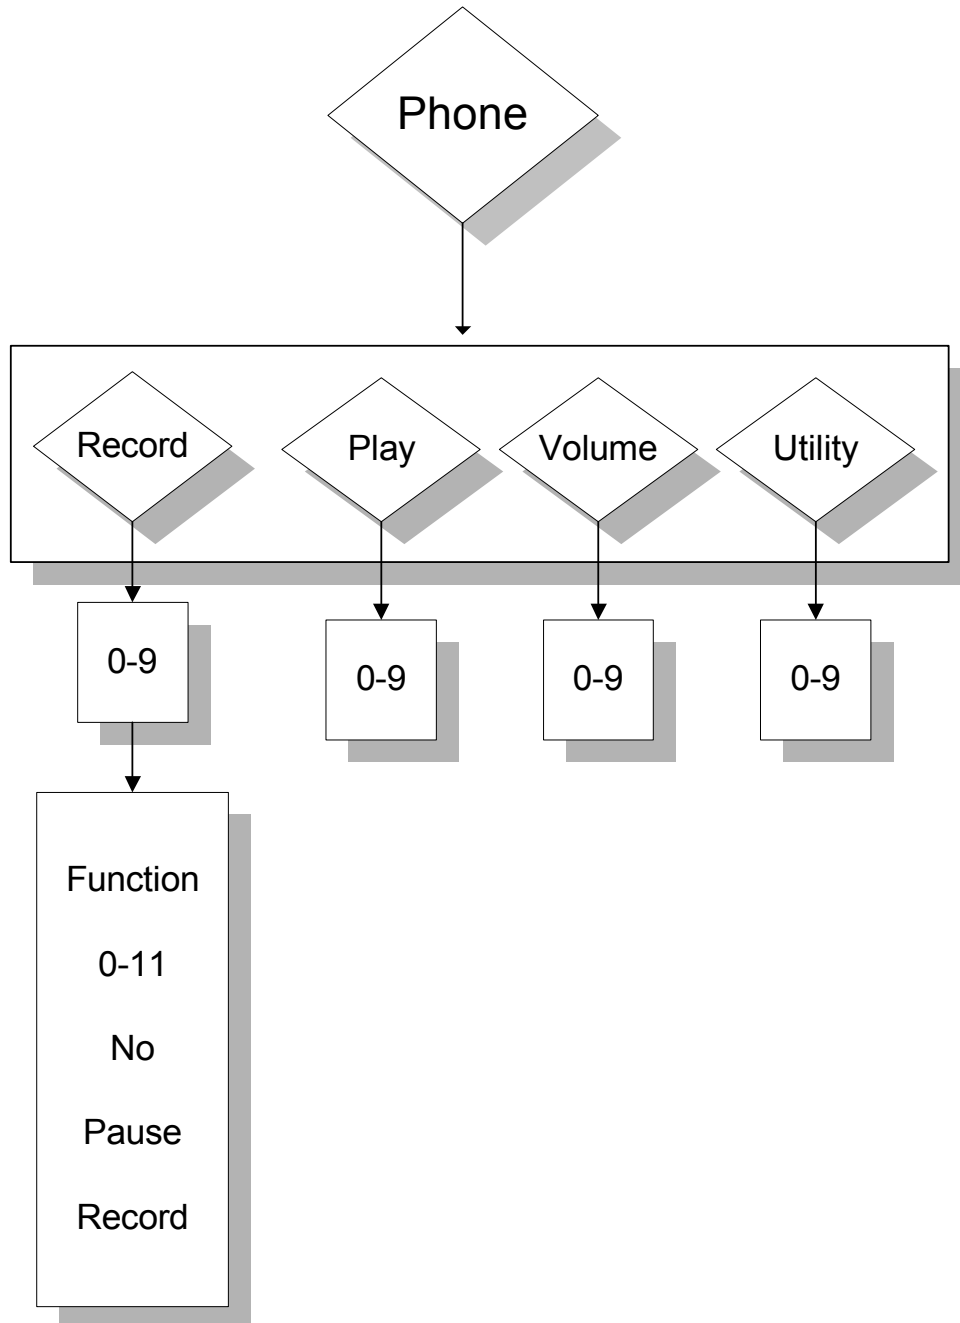 Phone
Record
Play
Volume
Utility
0-9
0-9
0-9
0-9
Function
0-11
No
Pause
Record